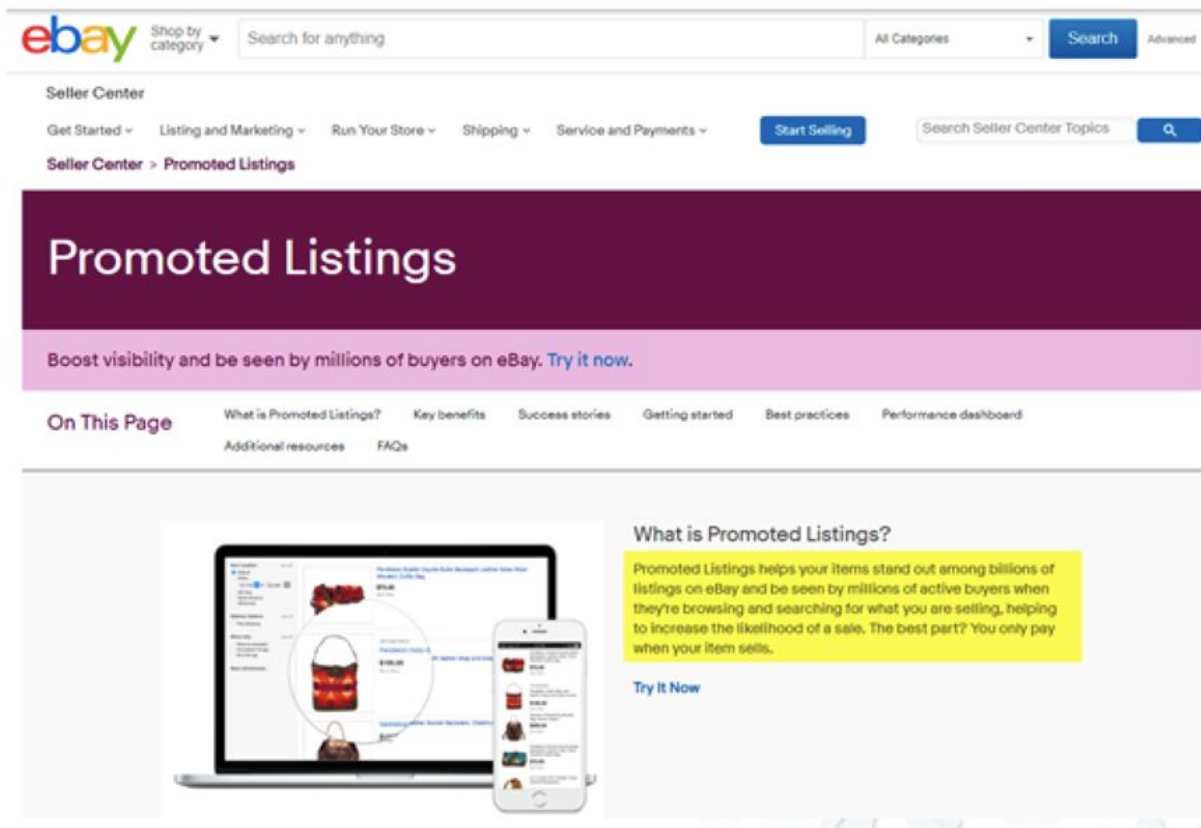 ebay
Shop by
category
Search for anything
All Categories
Search
Advanced
Seller Center
Get Started
Listing and Marketing
Run Your Store
Shipping
Service and Payments
Start Selling
Search Seller Center Topics
Seller Center > Promoted Listings
Promoted Listings
Boost visibility and be seen by millions of buyers on eBay. Try it now.
On This Page
What is Promoted Listings?
Key benefits
Success stories
Getting started
Best practices
Performance dashboard
Additional resources
FAQs
What is Promoted Listings?
Promoted Listings helps your items stand out among billions of
listings on eBay and be seen by millions of active buyers when
they're browsing and searching for what you are selling, helping
to increase the likelihood of a sale. The best part? You only pay
when your item sells.
Try It Now